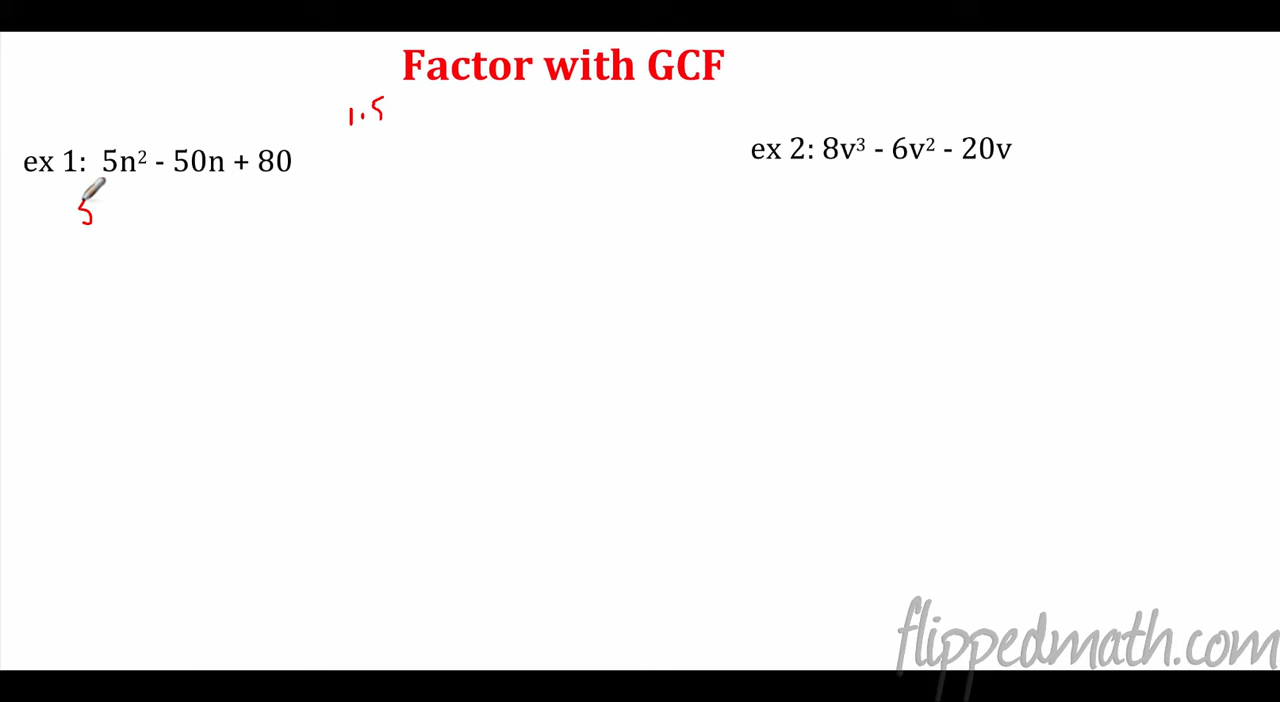 Factor with GCF
1.5
ex 1: 5n² - 50n + 80
5
ex 2: 8v³ - 6v² - 20v
flippedmath.com